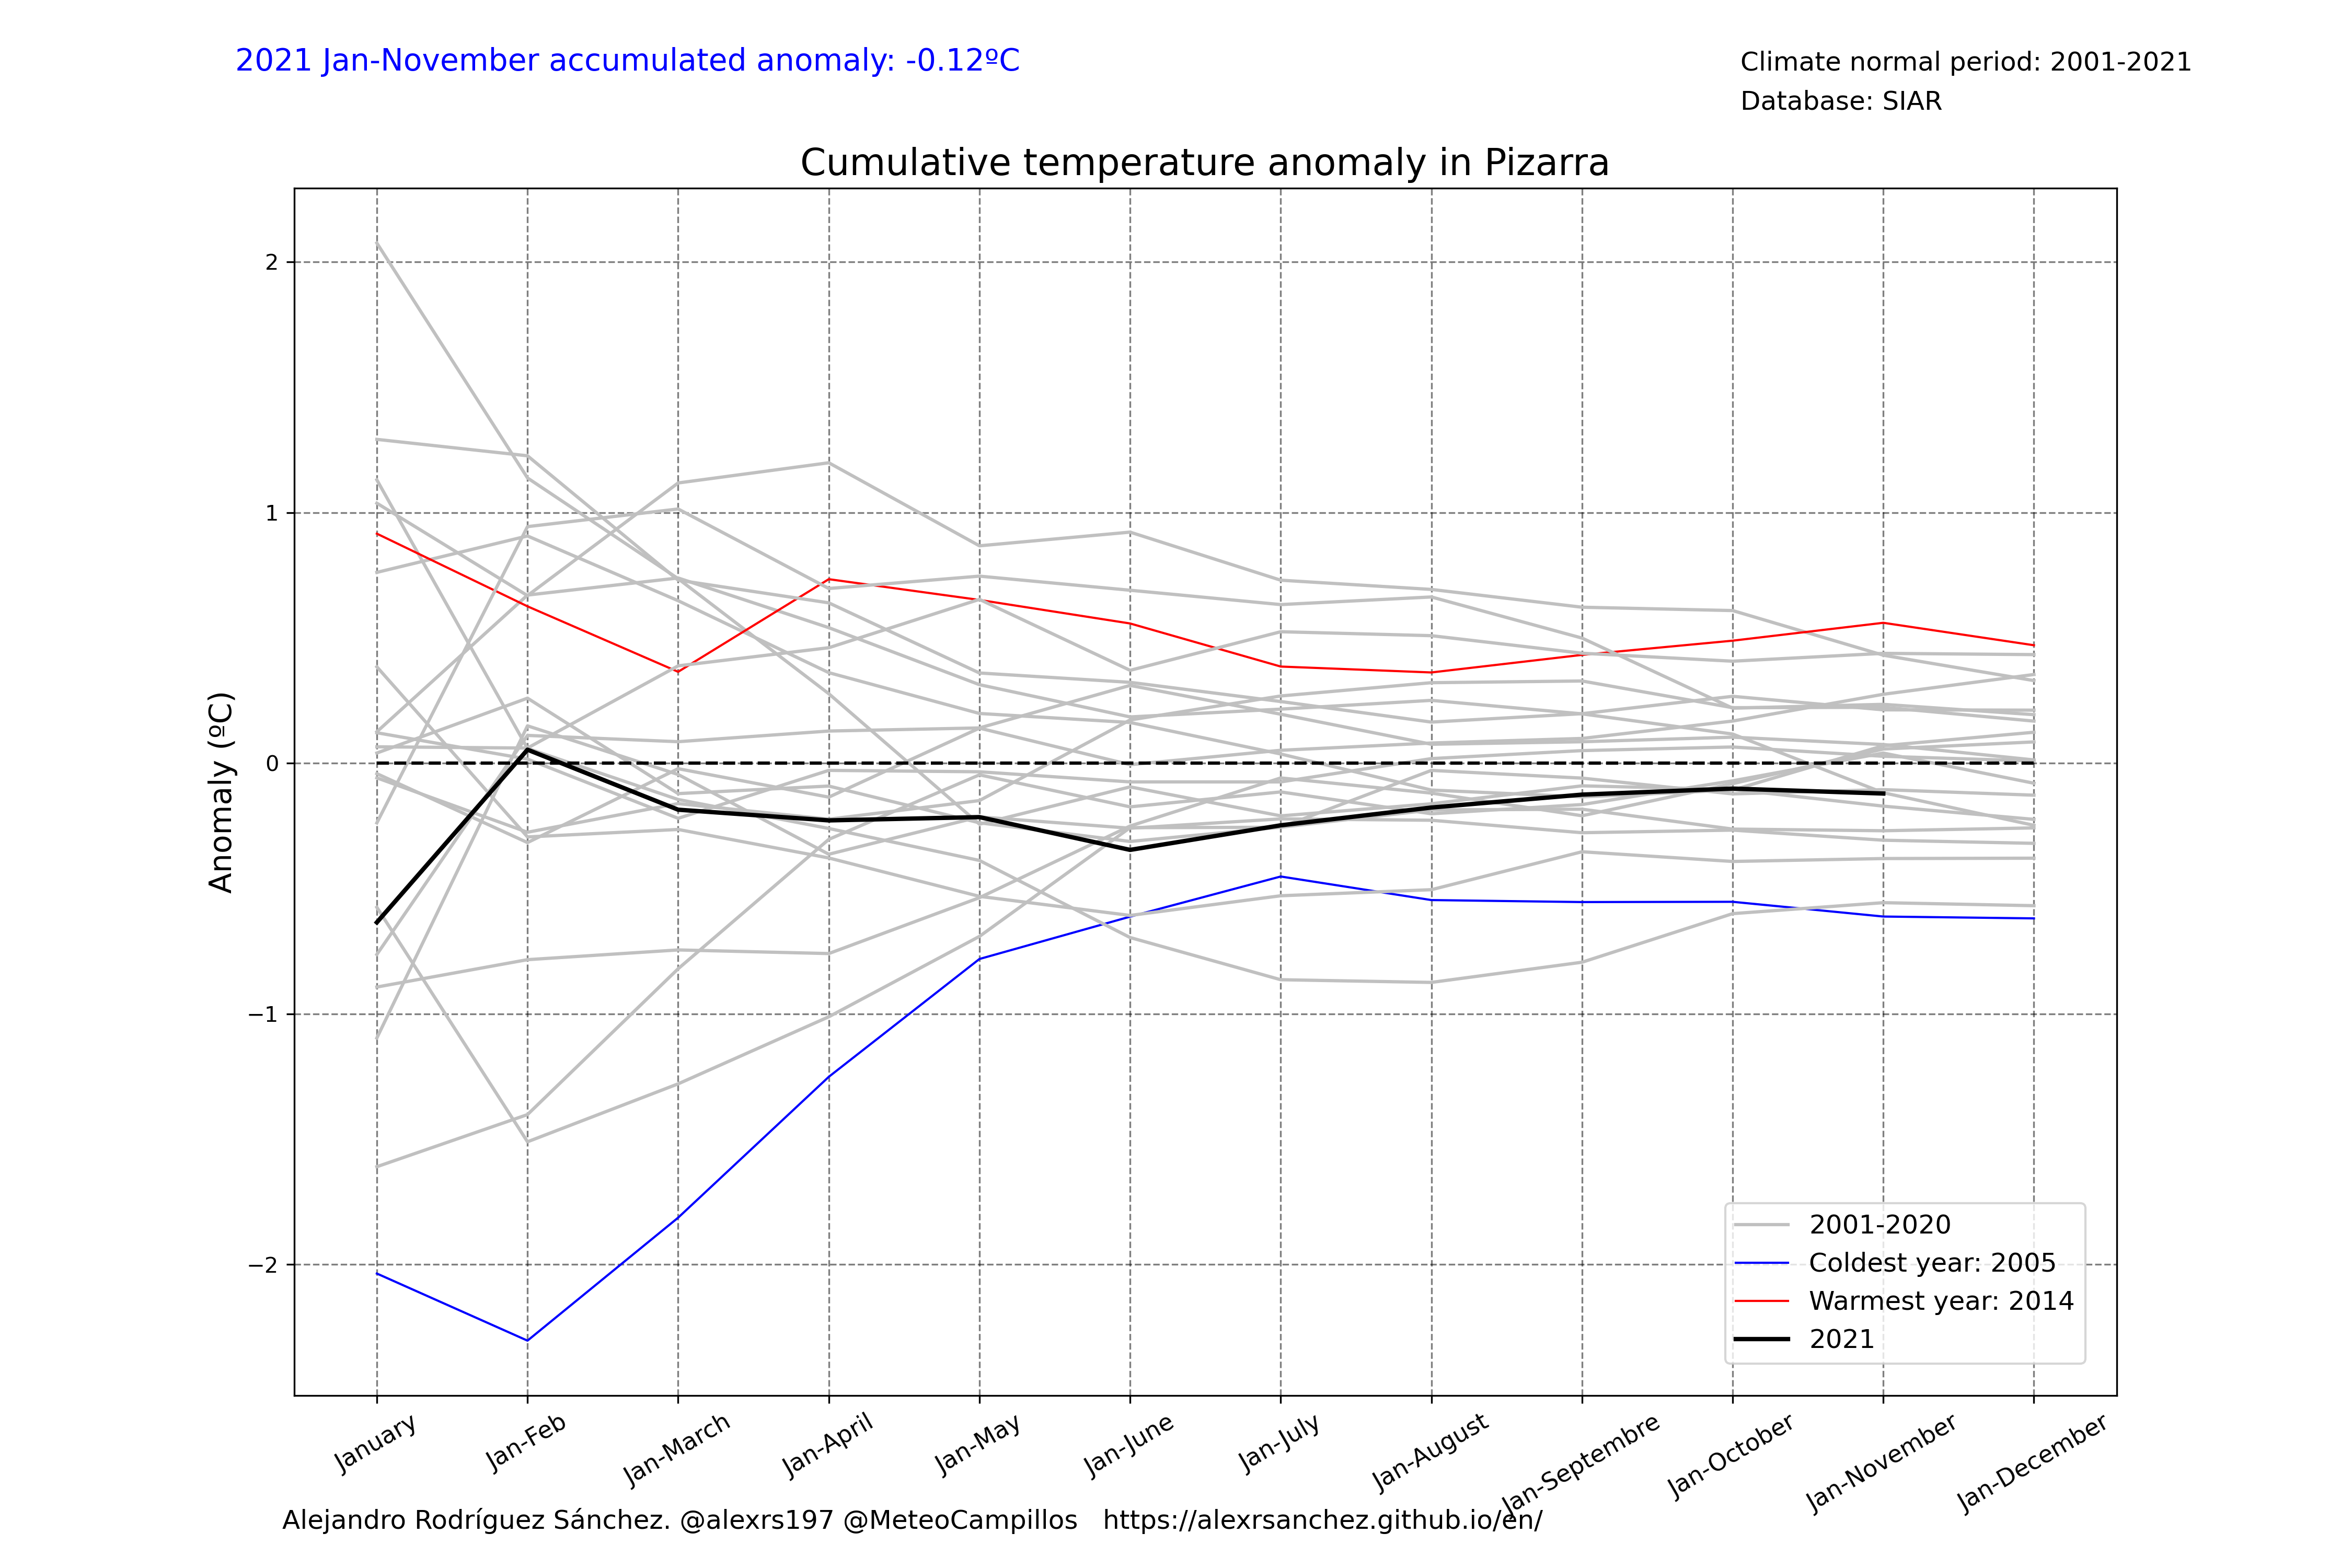 2021 Jan-November accumulated anomaly: -0.12ºC
Climate normal period: 2001-2021
Database: SIAR
Cumulative temperature anomaly in Pizarra
Anomaly (ºC)
2
1
0
−1
−2
2001-2020
Coldest year: 2005
Warmest year: 2014
2021
January
Jan-Feb
Jan-March
Jan-April
Jan-May
Jan-June
Jan-July
Jan-August
Jan-Septembre
Jan-October
Jan-November
Jan-December
Alejandro Rodríguez Sánchez. @alexrs197 @MeteoCampillos https://alexrsanchez.github.io/en/